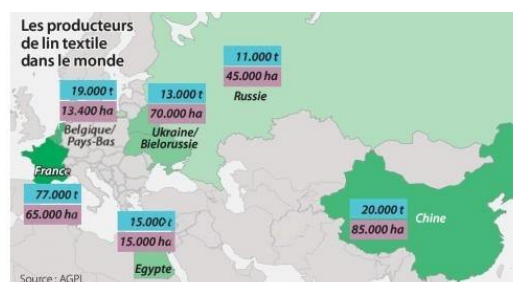 Les producteurs
de lin textile
dans le monde
11.000 t
45.000 ha
Russie
19.000 t
13.400 ha
Belgique/
Pays-Bas
13.000 t
70.000 ha
Ukraine/
Bielorussie
France
77.000 t
65.000 ha
15.000 t
15.000 ha
Egypte
20.000 t
85.000 ha
Chine
Source : AGPL